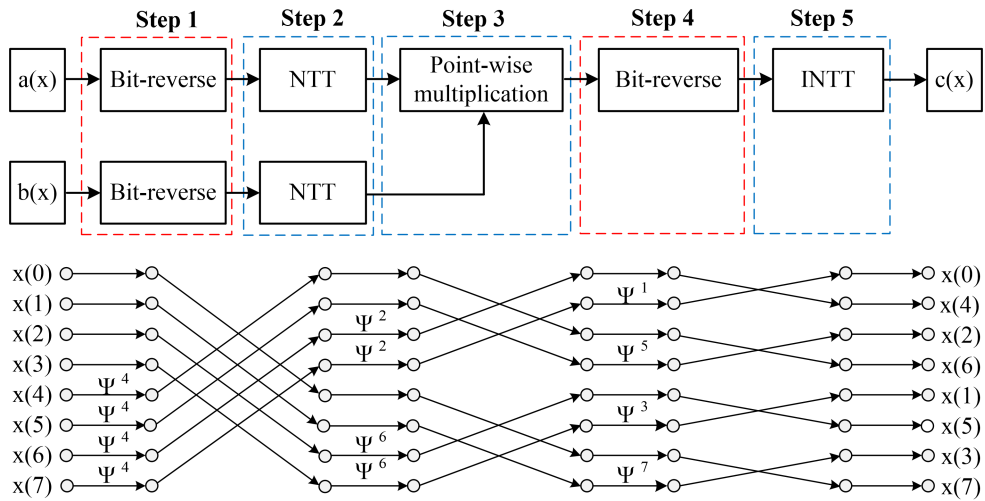 Step 1 Step 2 Step 3 Step 4 Step 5
a(x) Bit-reverse NTT Point-wise multiplication Bit-reverse INTT c(x)
b(x) Bit-reverse NTT
x(0) x(0)
Ψ 1
x(1) x(4)
Ψ 2
x(2) x(2)
Ψ 2 Ψ 5
x(3) x(6)
Ψ 4
x(4) x(1)
Ψ 4 Ψ 3
x(5) x(5)
Ψ 4 Ψ 6
x(6) x(3)
Ψ 4 Ψ 6 Ψ 7
x(7) x(7)